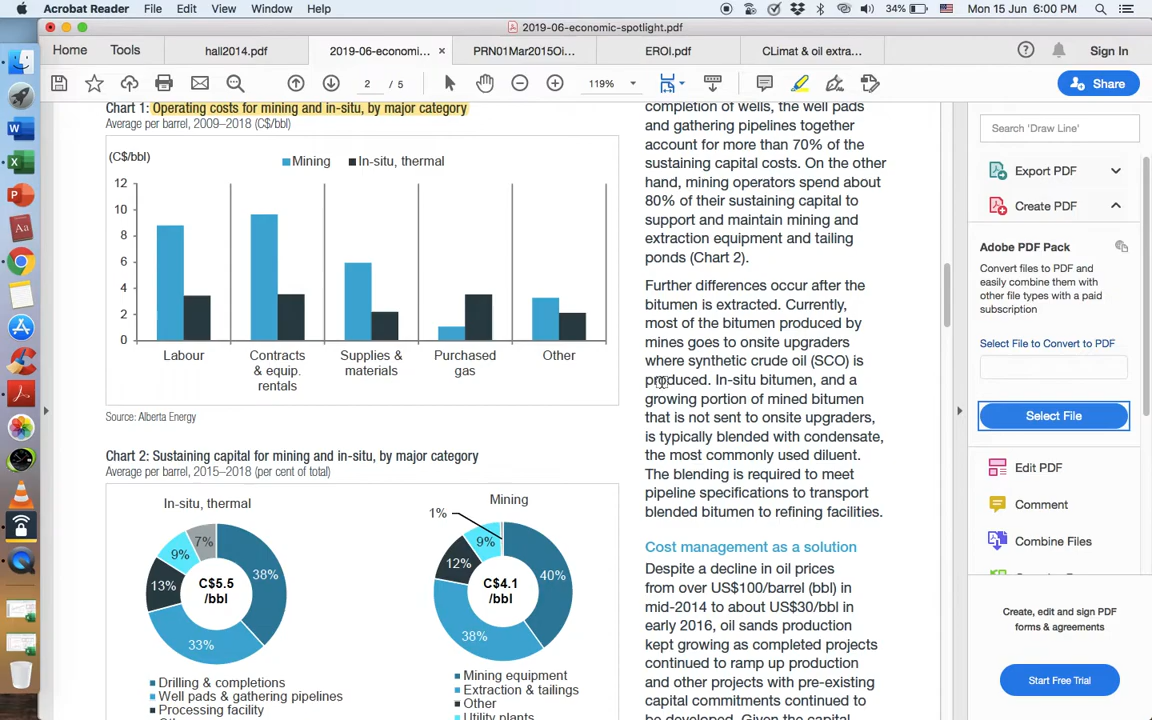 Acrobat Reader File Edit View Window Help 34% Mon 15 Jun 6:00 PM
2019-06-economic-spotlight.pdf
Home Tools hall2014.pdf 2019-06-economi... × PRN01Mar2015Oi... EROI.pdf CLimat & oil extra... Sign In
2 / 5 119% Share
Chart 1: Operating costs for mining and in-situ, by major category
Average per barrel, 2009–2018 (C$/bbl)
(C$/bbl)
Mining In-situ, thermal
12
10
8
6
4
2
0
Labour Contracts & equip. rentals Supplies & materials Purchased gas Other
Source: Alberta Energy
Chart 2: Sustaining capital for mining and in-situ, by major category
Average per barrel, 2015–2018 (per cent of total)
In-situ, thermal
7%
9%
13%
33%
38%
C$5.5
/bbl
Drilling & completions
Well pads & gathering pipelines
Processing facility
Mining
1%
9%
12%
38%
40%
C$4.1
/bbl
Mining equipment
Extraction & tailings
Other
Utility plants
completion of wells, the well pads
and gathering pipelines together
account for more than 70% of the
sustaining capital costs. On the other
hand, mining operators spend about
80% of their sustaining capital to
support and maintain mining and
extraction equipment and tailing
ponds (Chart 2).
Further differences occur after the
bitumen is extracted. Currently,
most of the bitumen produced by
mines goes to onsite upgraders
where synthetic crude oil (SCO) is
produced. In-situ bitumen, and a
growing portion of mined bitumen
that is not sent to onsite upgraders,
is typically blended with condensate,
the most commonly used diluent.
The blending is required to meet
pipeline specifications to transport
blended bitumen to refining facilities.
Cost management as a solution
Despite a decline in oil prices
from over US$100/barrel (bbl) in
mid-2014 to about US$30/bbl in
early 2016, oil sands production
kept growing as completed projects
continued to ramp up production
and other projects with pre-existing
capital commitments continued to
be developed. Given the capital
Search 'Draw Line'
Export PDF
Create PDF
Adobe PDF Pack
Convert files to PDF and
easily combine them with
other file types with a paid
subscription
Select File to Convert to PDF
Select File
Edit PDF
Comment
Combine Files
Create, edit and sign PDF
forms & agreements
Start Free Trial